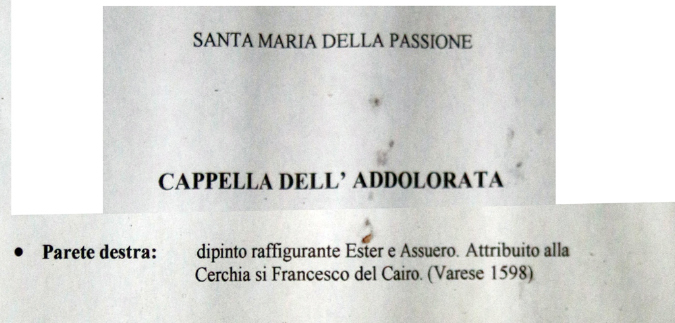 SANTA MARIA DELLA PASSIONE
CAPPELLA DELL’ ADDOLORATA
• Parete destra: dipinto raffigurante Ester e Assuero. Attribuito alla
Cerchia si Francesco del Cairo. (Varese 1598)